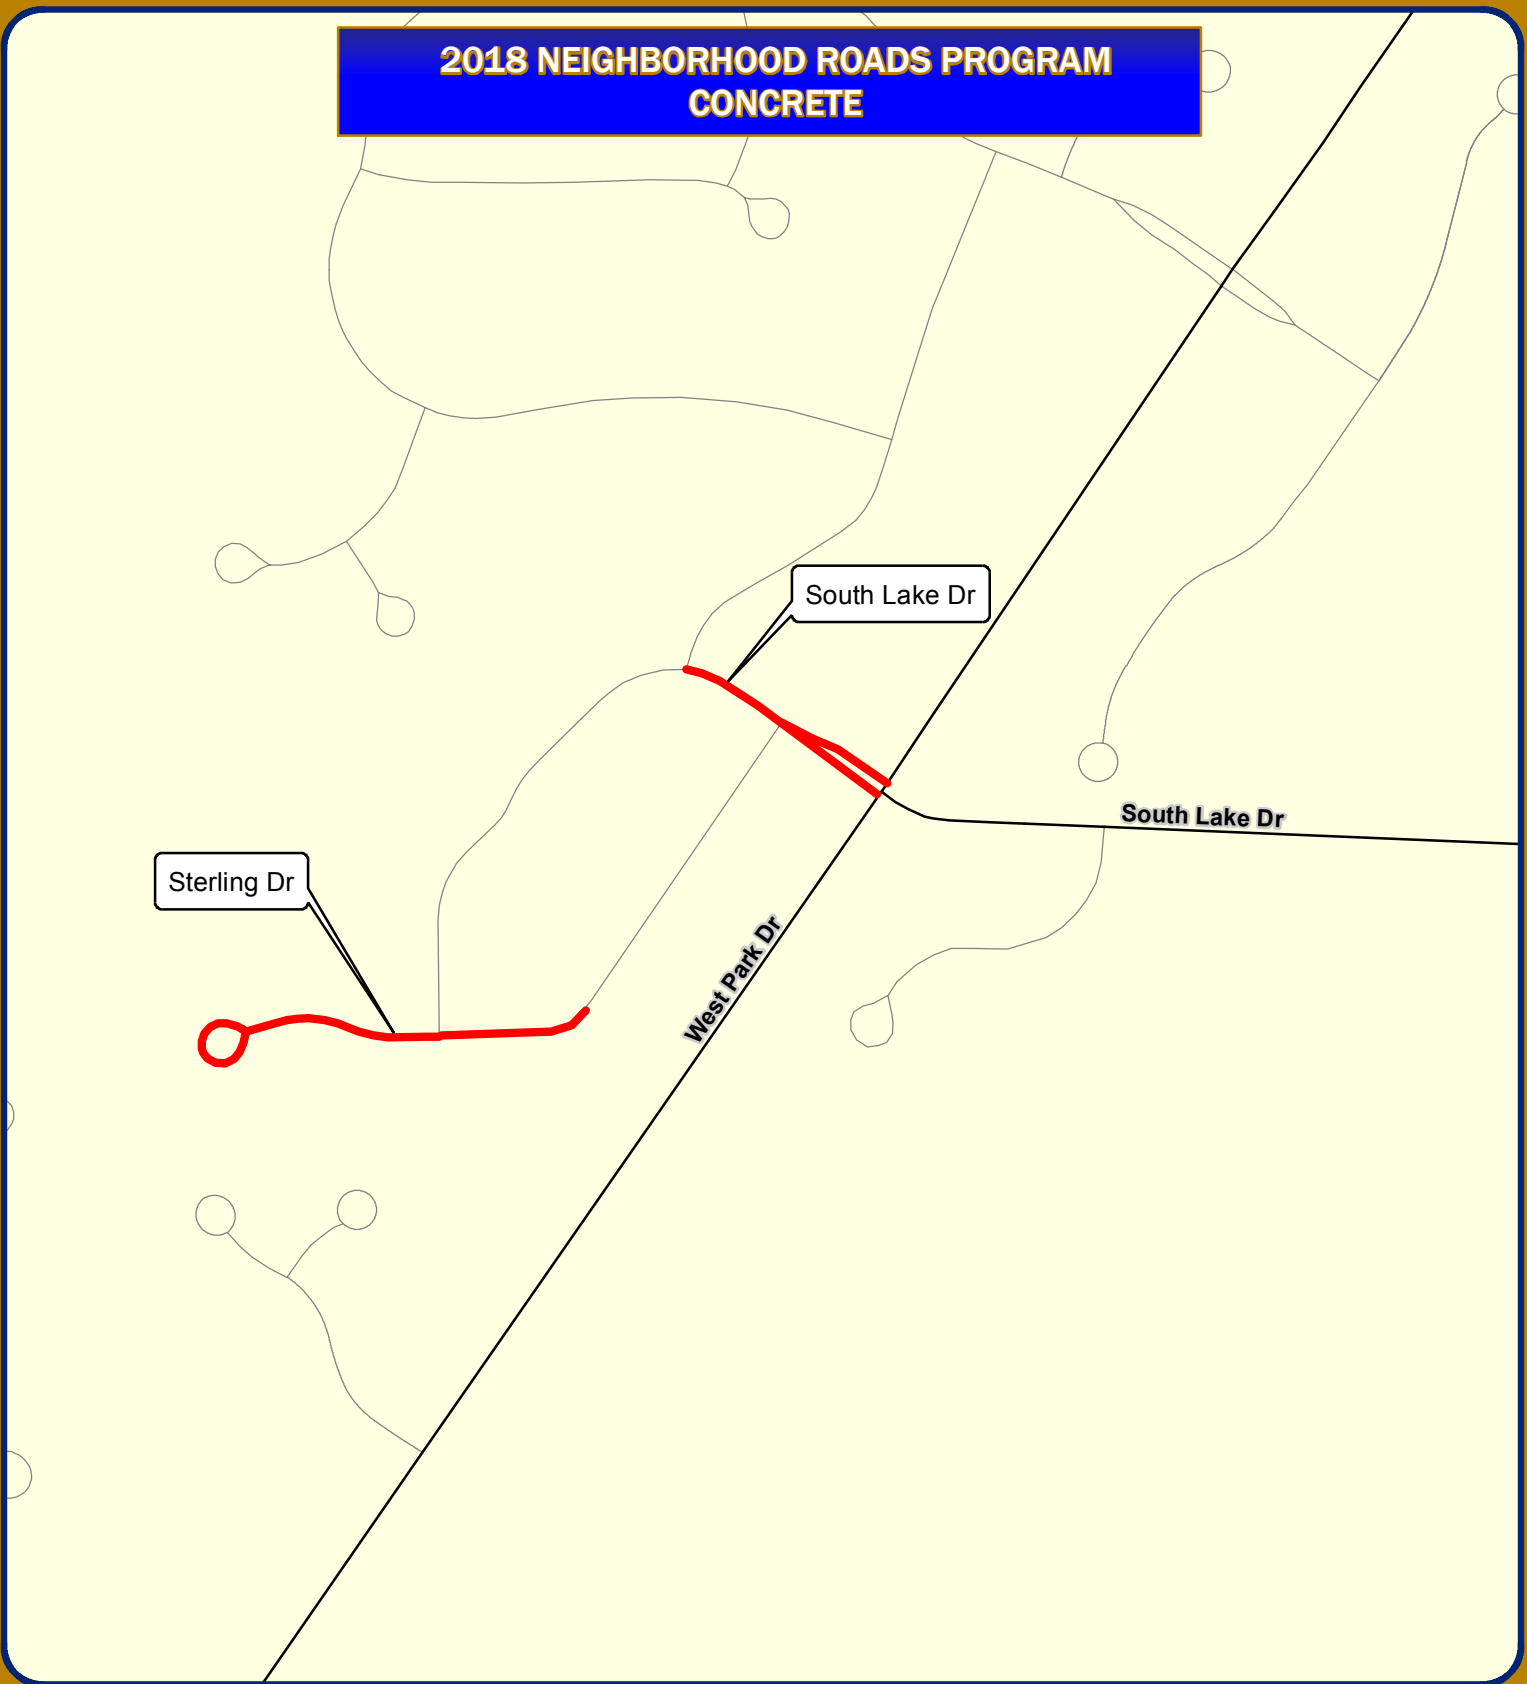 2018 NEIGHBORHOOD ROADS PROGRAM
CONCRETE
South Lake Dr
South Lake Dr
Sterling Dr
West Park Dr